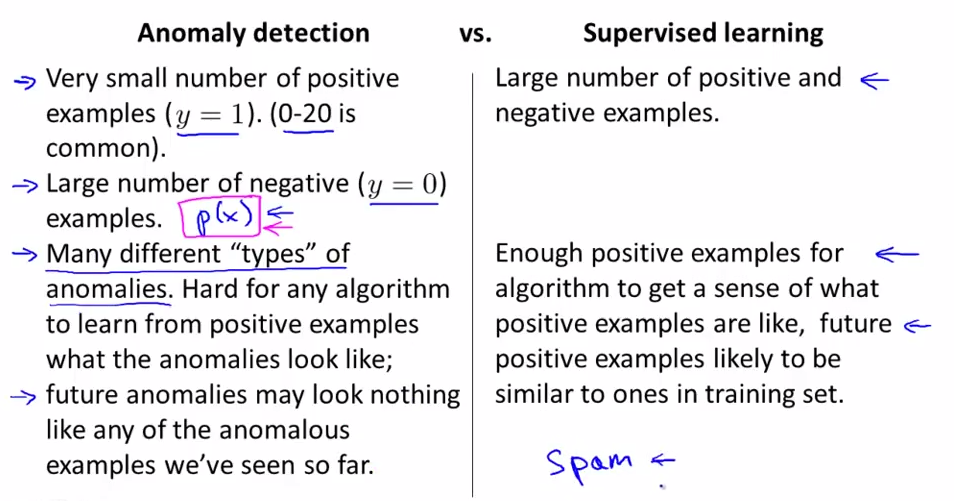 Anomaly detection vs. Supervised learning
→ Very small number of positive
examples (y = 1). (0-20 is
common).
→ Large number of negative (y = 0)
examples. p(x) ←
→ Many different “types” of
anomalies. Hard for any algorithm
to learn from positive examples
what the anomalies look like;
→ future anomalies may look nothing
like any of the anomalous
examples we’ve seen so far.
Large number of positive and ←
negative examples.
Enough positive examples for ←
algorithm to get a sense of what
positive examples are like, future ←
positive examples likely to be
similar to ones in training set.
Spam ←